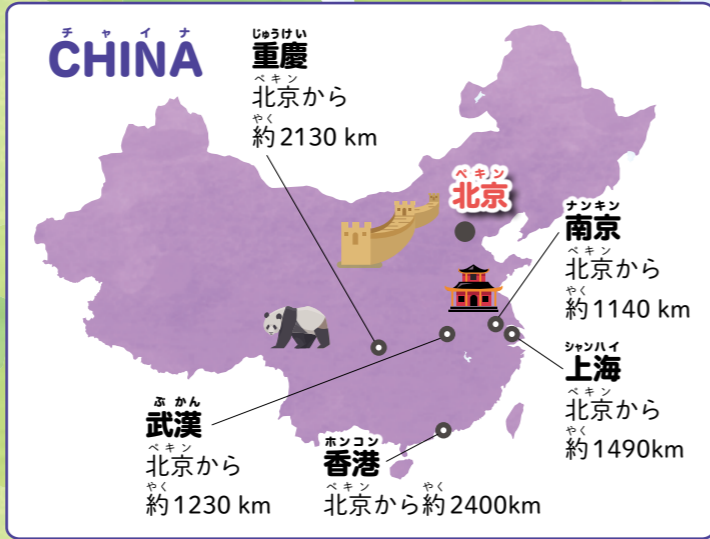 チャイナ
CHINA
じゅうけい
重慶
ペキン
北京から
やく
約2130 km
ペキン
北京
ナンキン
南京
ペキン
北京から
やく
約1140 km
シャンハイ
上海
ペキン
北京から
やく
約1490km
ぶかん
武漢
ペキン
北京から
やく
約1230 km
ホンコン
香港
ペキン やく
北京から約2400km